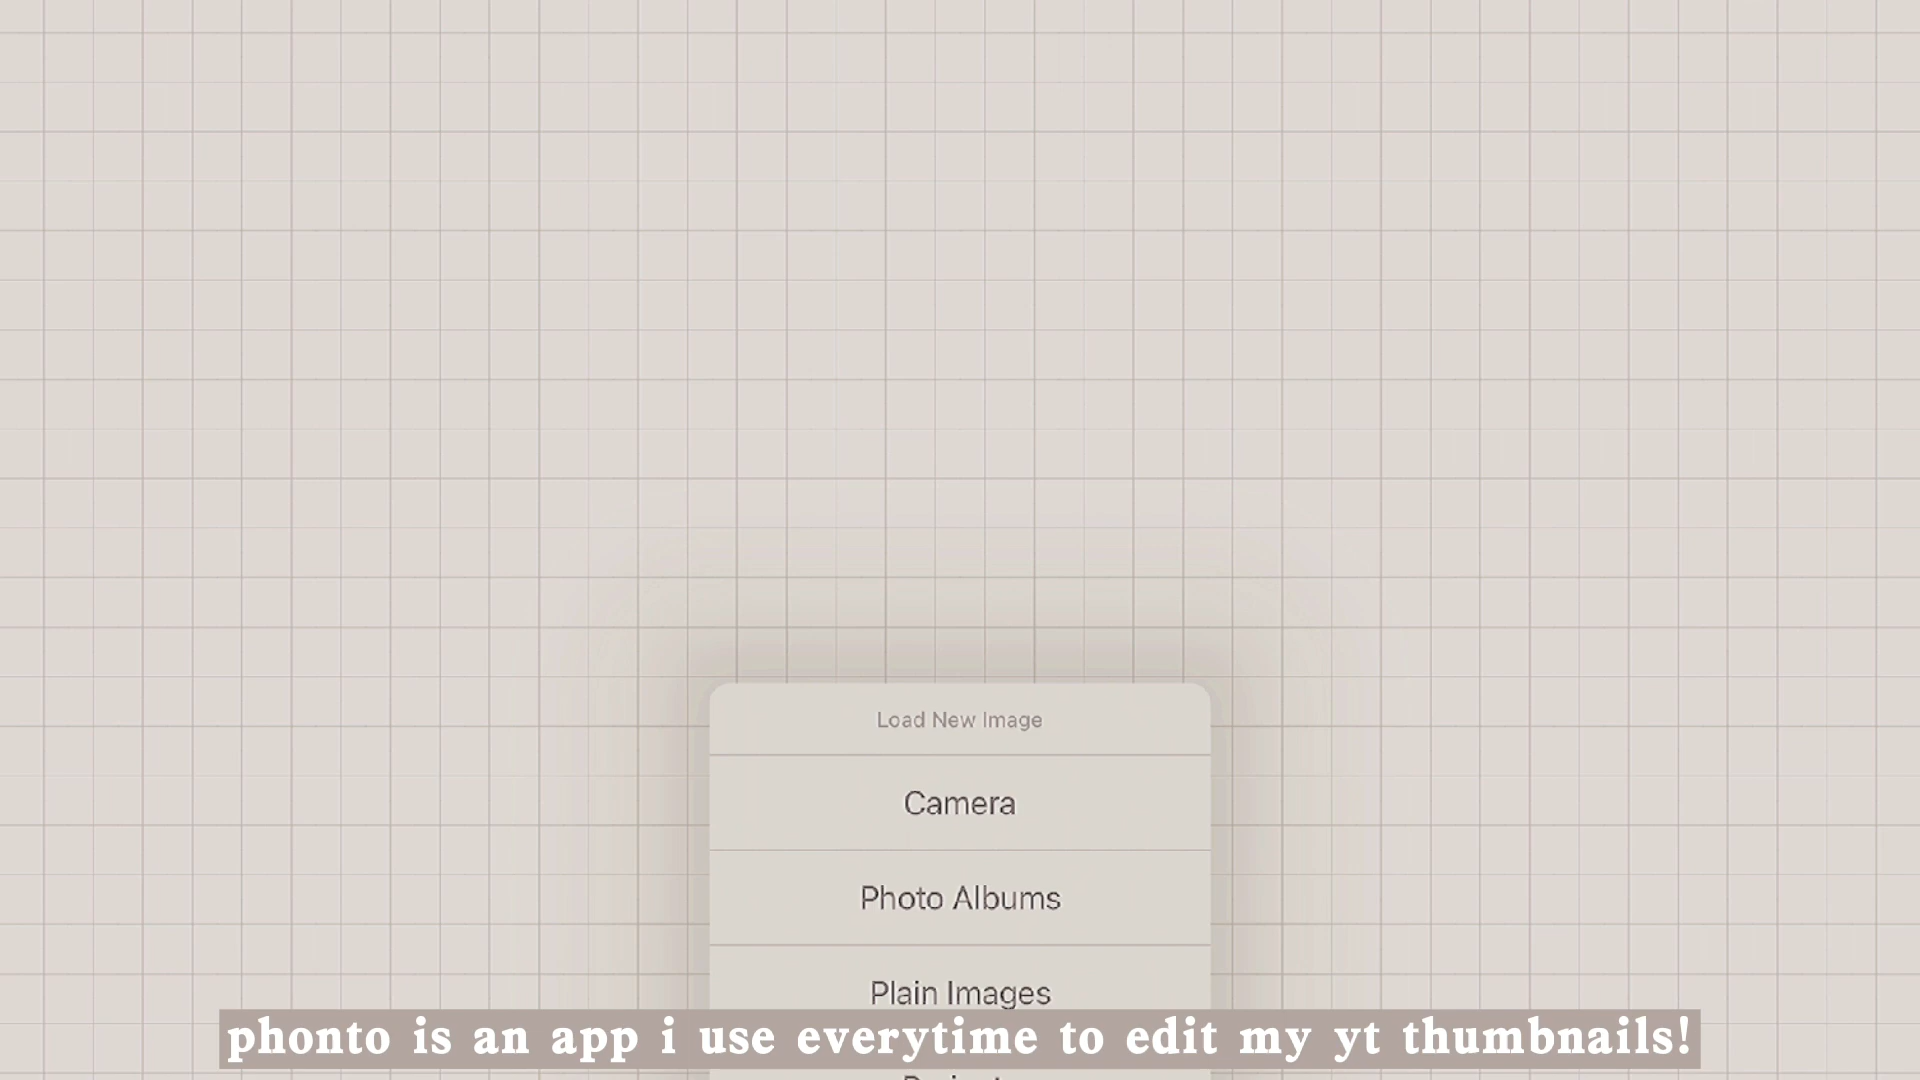 Load New Image
Camera
Photo Albums
Plain Images
phonto is an app i use everytime to edit my yt thumbnails!